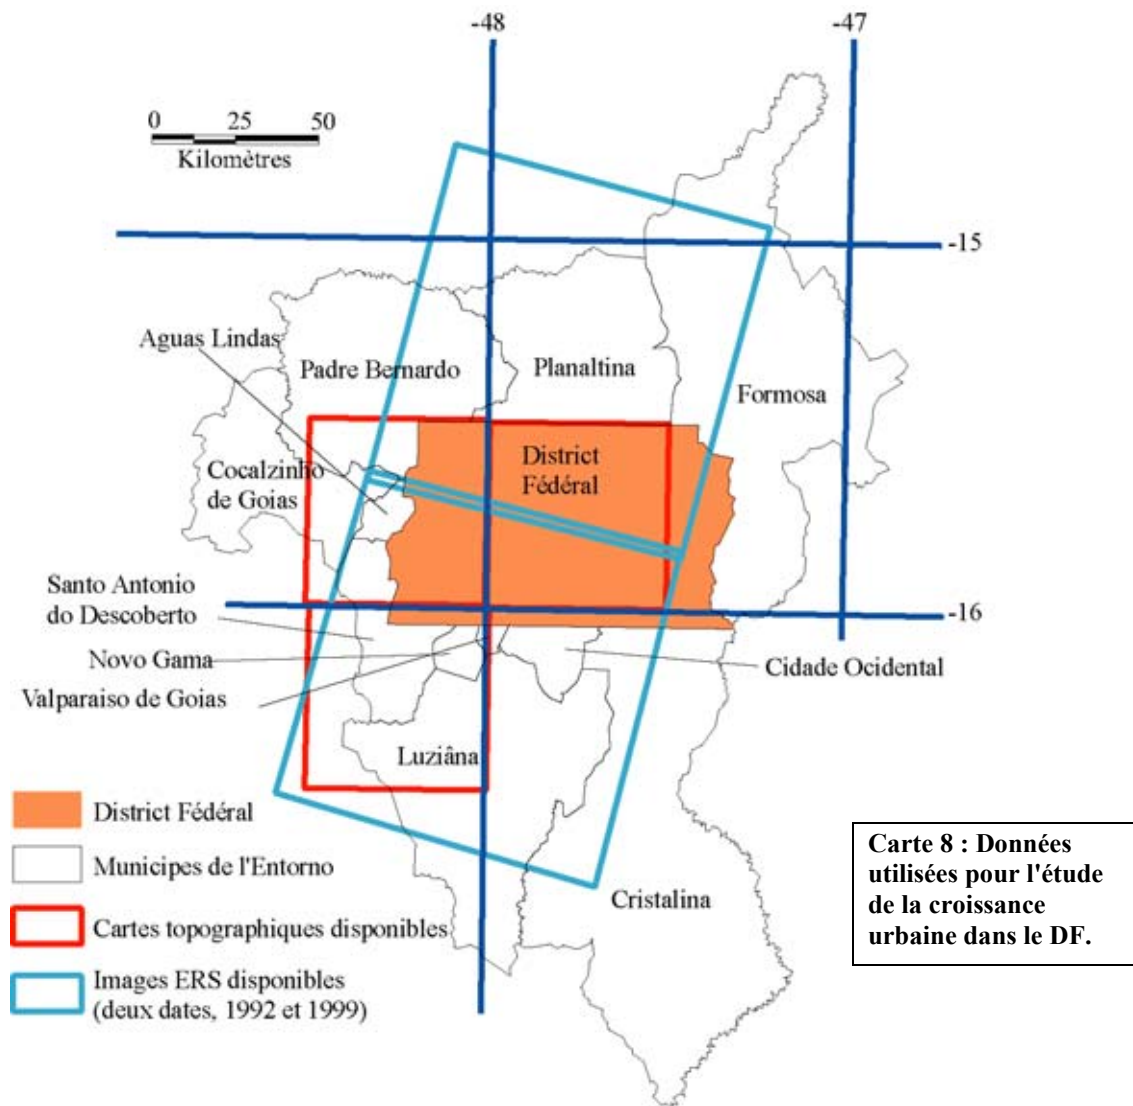 -48
-47
0 25 50
Kilomètres
-15
Aguas Lindas
Padre Bernardo
Planaltina
Formosa
District
Fédéral
Cocalzinho
de Goias
Santo Antonio
do Descoberto
-16
Novo Gama
Cidade Ocidental
Valparaiso de Goias
Luziâna
District Fédéral
Municipes de l'Entorno
Cristalina
Cartes topographiques disponibles
Images ERS disponibles
(deux dates, 1992 et 1999)
Carte 8 : Données
utilisées pour l'étude
de la croissance
urbaine dans le DF.